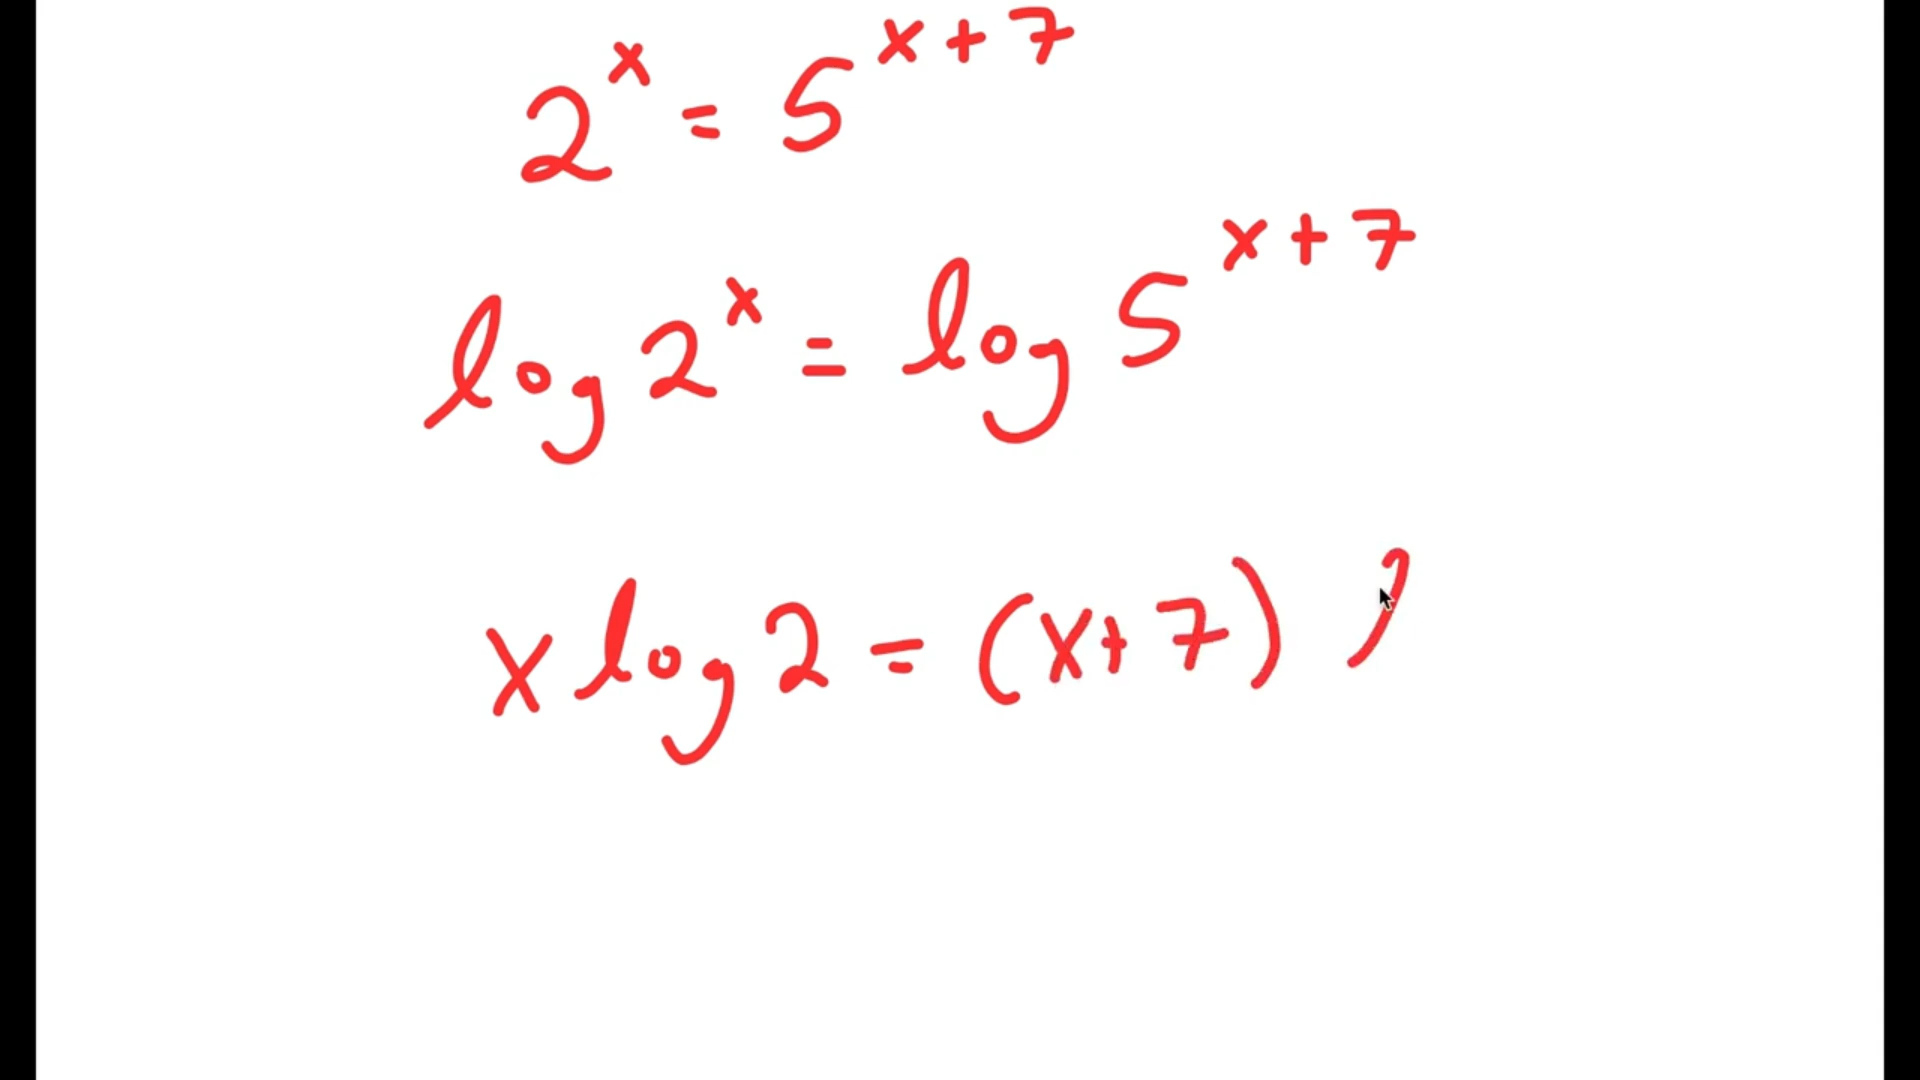 2^x = 5^{x+7}
log 2^x = log 5^{x+7}
x log 2 = (x+7)